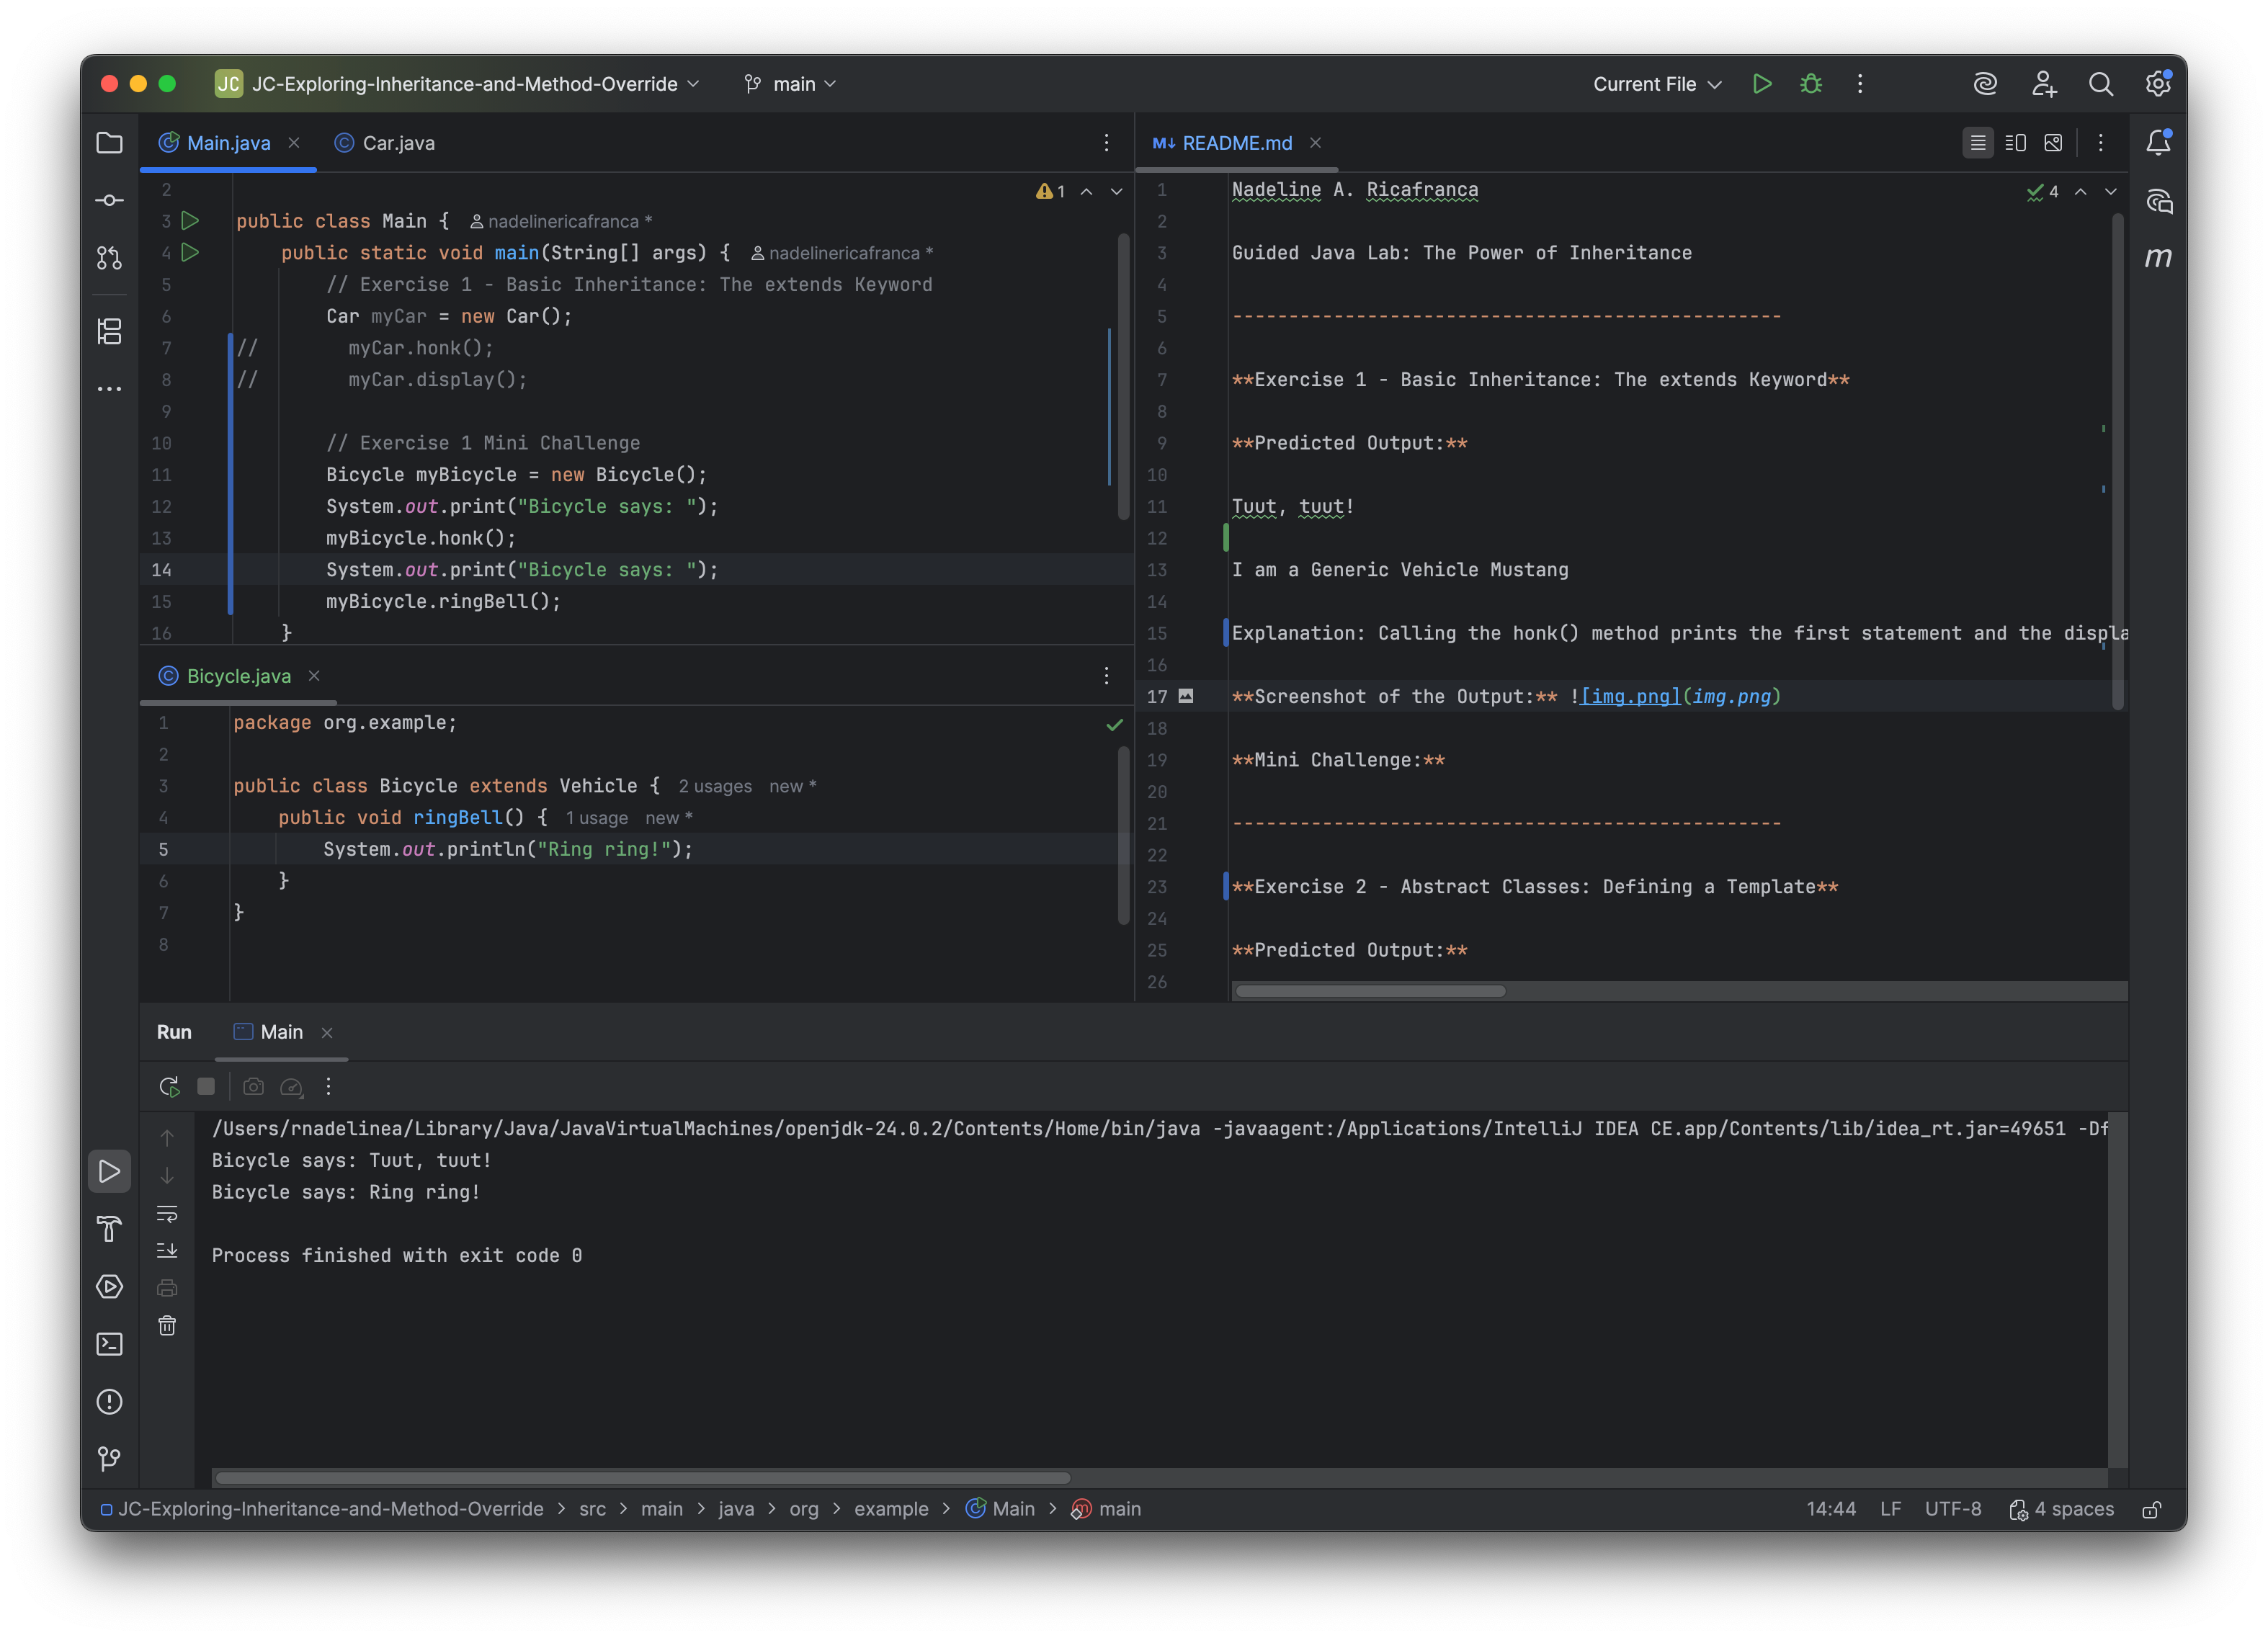 JC JC-Exploring-Inheritance-and-Method-Override main Current File
Main.java Car.java
2
3 public class Main { nadelinericafranca *
4 public static void main(String[] args) { nadelinericafranca *
5 // Exercise 1 - Basic Inheritance: The extends Keyword
6 Car myCar = new Car();
7 // myCar.honk();
8 // myCar.display();
9
10 // Exercise 1 Mini Challenge
11 Bicycle myBicycle = new Bicycle();
12 System.out.print("Bicycle says: ");
13 myBicycle.honk();
14 System.out.print("Bicycle says: ");
15 myBicycle.ringBell();
16 }
1
Bicycle.java
1 package org.example;
2
3 public class Bicycle extends Vehicle { 2 usages new *
4 public void ringBell() { 1 usage new *
5 System.out.println("Ring ring!");
6 }
7 }
8
M↓ README.md
1 Nadeline A. Ricafranca
2
3 Guided Java Lab: The Power of Inheritance
4
5 -------------------------------------------------
6
7 **Exercise 1 - Basic Inheritance: The extends Keyword**
8
9 **Predicted Output:**
10
11 Tuut, tuut!
12
13 I am a Generic Vehicle Mustang
14
15 Explanation: Calling the honk() method prints the first statement and the displa
16
17 **Screenshot of the Output:** ![img.png](img.png)
18
19 **Mini Challenge:**
20
21 -------------------------------------------------
22
23 **Exercise 2 - Abstract Classes: Defining a Template**
24
25 **Predicted Output:**
26
4
m
Run Main
/Users/rnadelinea/Library/Java/JavaVirtualMachines/openjdk-24.0.2/Contents/Home/bin/java -javaagent:/Applications/IntelliJ IDEA CE.app/Contents/lib/idea_rt.jar=49651 -Df
Bicycle says: Tuut, tuut!
Bicycle says: Ring ring!
Process finished with exit code 0
JC-Exploring-Inheritance-and-Method-Override > src > main > java > org > example > Main > main 14:44 LF UTF-8 4 spaces